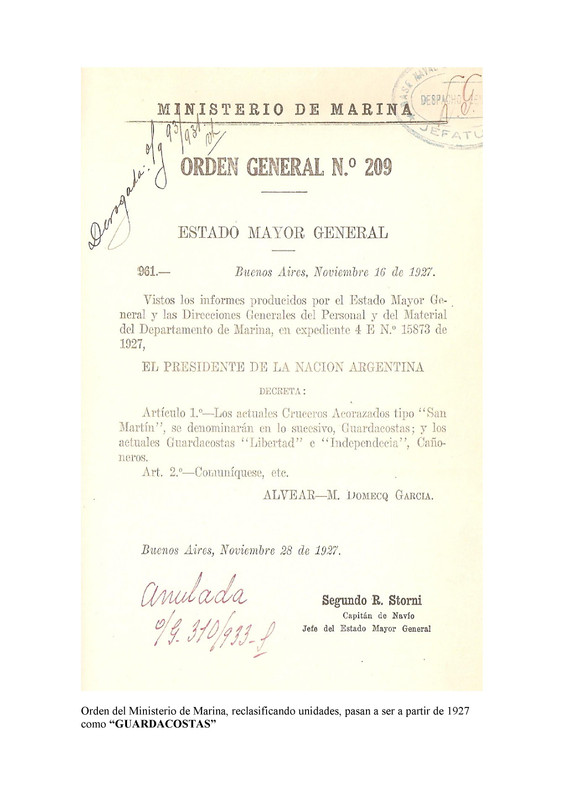 BASE NAVAL
DESPACHO
JEFATU
MINISTERIO DE MARINA
Derogada: o/g 93/931
ORDEN GENERAL N.º 209
ESTADO MAYOR GENERAL
961.— Buenos Aires, Noviembre 16 de 1927.
Vistos los informes producidos por el Estado Mayor Ge-
neral y las Direcciones Generales del Personal y del Material
del Departamento de Marina, en expediente 4 E N.º 15873 de
1927,
EL PRESIDENTE DE LA NACION ARGENTINA
DECRETA:
Artículo 1.º—Los actuales Cruceros Acorazados tipo “San
Martín”, se denominarán en lo sucesivo, Guardacostas; y los
actuales Guardacostas “Libertad” e “Independecia”, Caño-
neros.
Art. 2.º—Comuníquese, etc.
ALVEAR—M. DOMECQ GARCIA.
Buenos Aires, Noviembre 28 de 1927.
Anulada
o/G. 310/933-
Segundo R. Storni
Capitán de Navío
Jefe del Estado Mayor General
Orden del Ministerio de Marina, reclasificando unidades, pasan a ser a partir de 1927
como “GUARDACOSTAS”